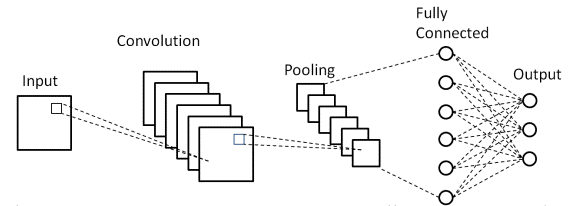 Input
Convolution
Pooling
Fully
Connected
Output